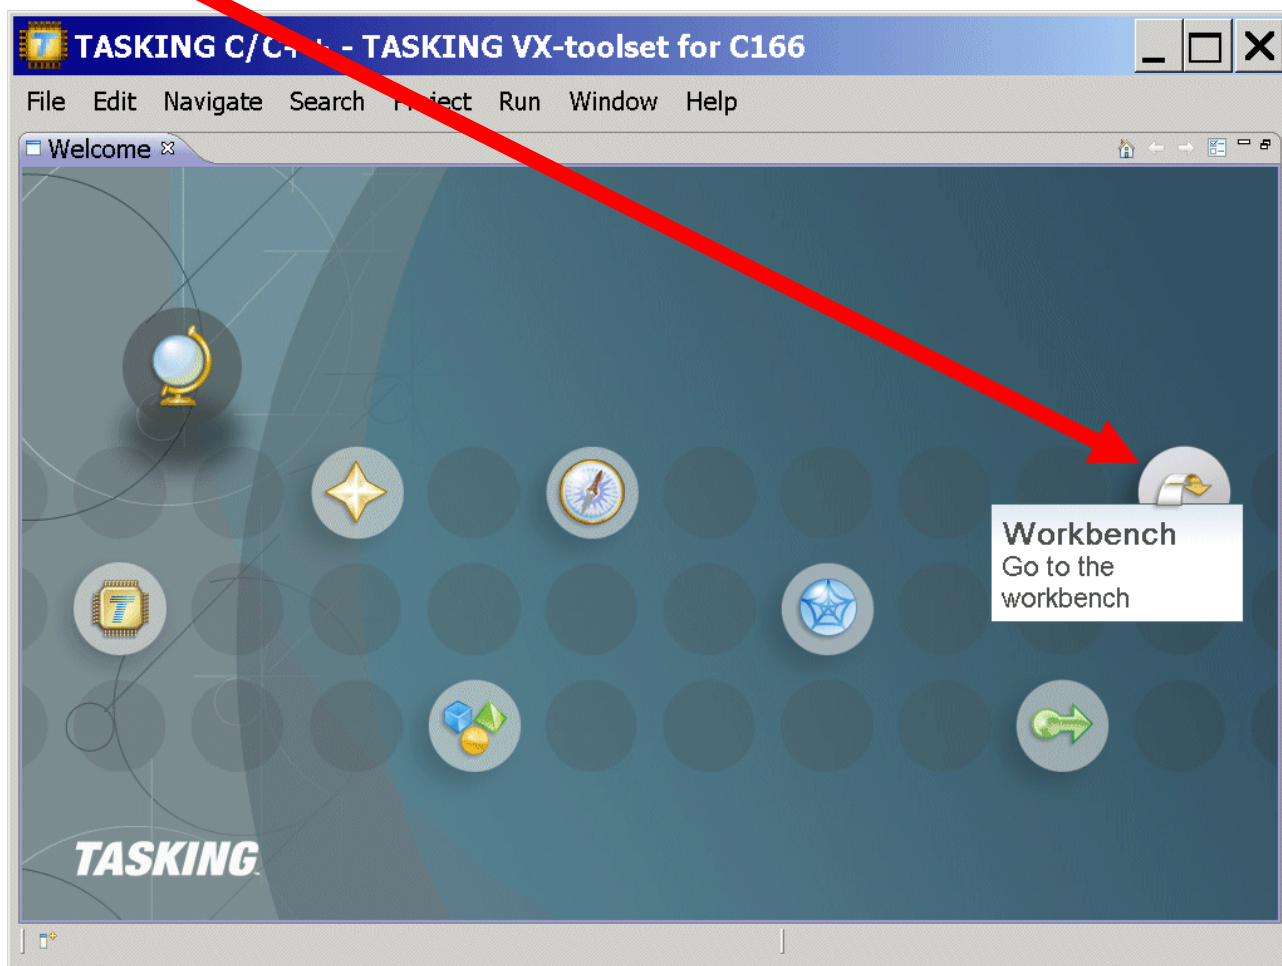 TASKING C/C++ - TASKING VX-toolset for C166
File Edit Navigate Search Project Run Window Help
Welcome
Workbench
Go to the
workbench
TASKING